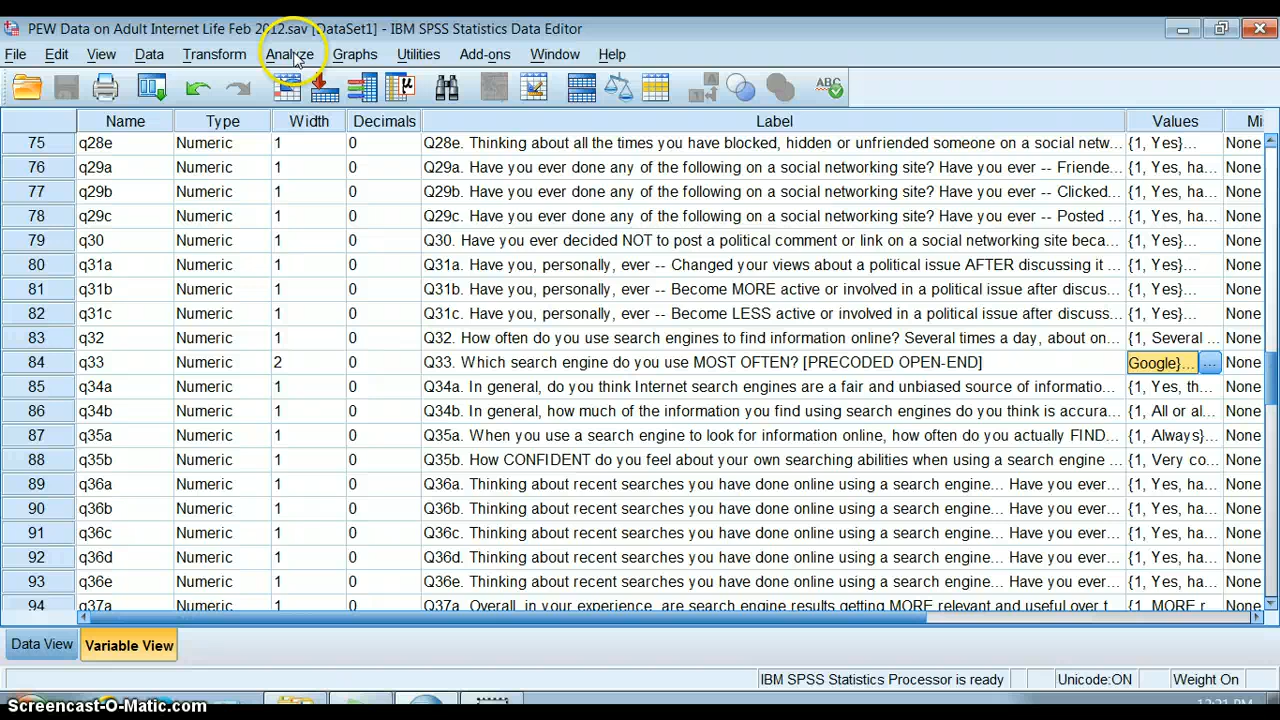 PEW Data on Adult Internet Life Feb 2012.sav [DataSet1] - IBM SPSS Statistics Data Editor
File Edit View Data Transform Analyze Graphs Utilities Add-ons Window Help
Name Type Width Decimals Label Values Mi
75 q28e Numeric 1 0 Q28e. Thinking about all the times you have blocked, hidden or unfriended someone on a social netw... {1, Yes}... None
76 q29a Numeric 1 0 Q29a. Have you ever done any of the following on a social networking site? Have you ever -- Friende... {1, Yes, ha... None
77 q29b Numeric 1 0 Q29b. Have you ever done any of the following on a social networking site? Have you ever -- Clicked... {1, Yes, ha... None
78 q29c Numeric 1 0 Q29c. Have you ever done any of the following on a social networking site? Have you ever -- Posted ... {1, Yes, ha... None
79 q30 Numeric 1 0 Q30. Have you ever decided NOT to post a political comment or link on a social networking site beca... {1, Yes}... None
80 q31a Numeric 1 0 Q31a. Have you, personally, ever -- Changed your views about a political issue AFTER discussing it ... {1, Yes}... None
81 q31b Numeric 1 0 Q31b. Have you, personally, ever -- Become MORE active or involved in a political issue after discus... {1, Yes}... None
82 q31c Numeric 1 0 Q31c. Have you, personally, ever -- Become LESS active or involved in a political issue after discuss... {1, Yes}... None
83 q32 Numeric 1 0 Q32. How often do you use search engines to find information online? Several times a day, about on... {1, Several ... None
84 q33 Numeric 2 0 Q33. Which search engine do you use MOST OFTEN? [PRECODED OPEN-END] Google}... ... None
85 q34a Numeric 1 0 Q34a. In general, do you think Internet search engines are a fair and unbiased source of informatio... {1, Yes, th... None
86 q34b Numeric 1 0 Q34b. In general, how much of the information you find using search engines do you think is accura... {1, All or al... None
87 q35a Numeric 1 0 Q35a. When you use a search engine to look for information online, how often do you actually FIND... {1, Always}... None
88 q35b Numeric 1 0 Q35b. How CONFIDENT do you feel about your own searching abilities when using a search engine ... {1, Very co... None
89 q36a Numeric 1 0 Q36a. Thinking about recent searches you have done online using a search engine... Have you ever... {1, Yes, ha... None
90 q36b Numeric 1 0 Q36b. Thinking about recent searches you have done online using a search engine... Have you ever... {1, Yes, ha... None
91 q36c Numeric 1 0 Q36c. Thinking about recent searches you have done online using a search engine... Have you ever... {1, Yes, ha... None
92 q36d Numeric 1 0 Q36d. Thinking about recent searches you have done online using a search engine... Have you ever... {1, Yes, ha... None
93 q36e Numeric 1 0 Q36e. Thinking about recent searches you have done online using a search engine... Have you ever... {1, Yes, ha... None
94 q37a Numeric 1 0 Q37a. Overall, in your experience, are search engine results getting MORE relevant and useful over t... {1, MORE r... None
Data View Variable View
IBM SPSS Statistics Processor is ready Unicode:ON Weight On
Screencast-O-Matic.com